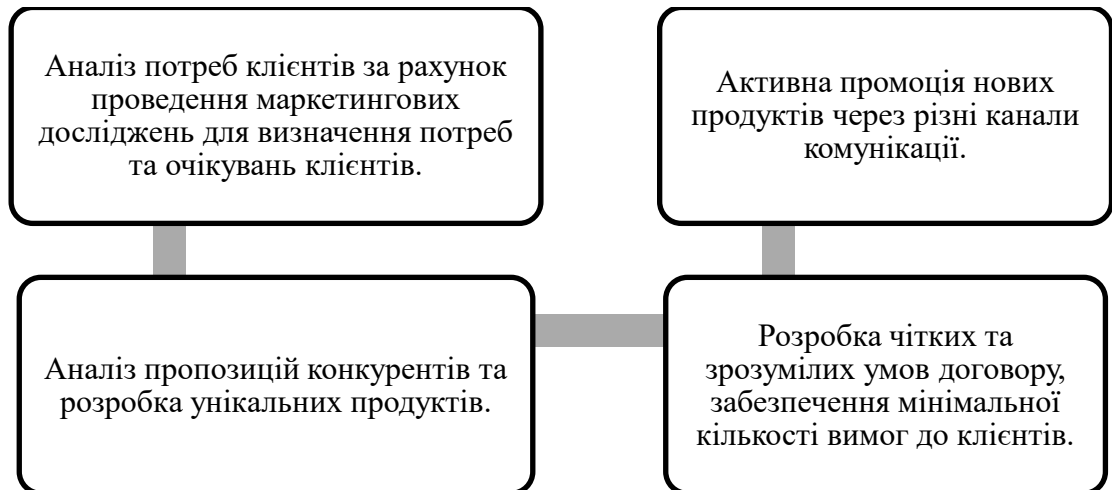 Аналіз потреб клієнтів за рахунок
проведення маркетингових
досліджень для визначення потреб
та очікувань клієнтів.
Аналіз пропозицій конкурентів та
розробка унікальних продуктів.
Розробка чітких та
зрозумілих умов договору,
забезпечення мінімальної
кількості вимог до клієнтів.
Активна промоція нових
продуктів через різні канали
комунікації.